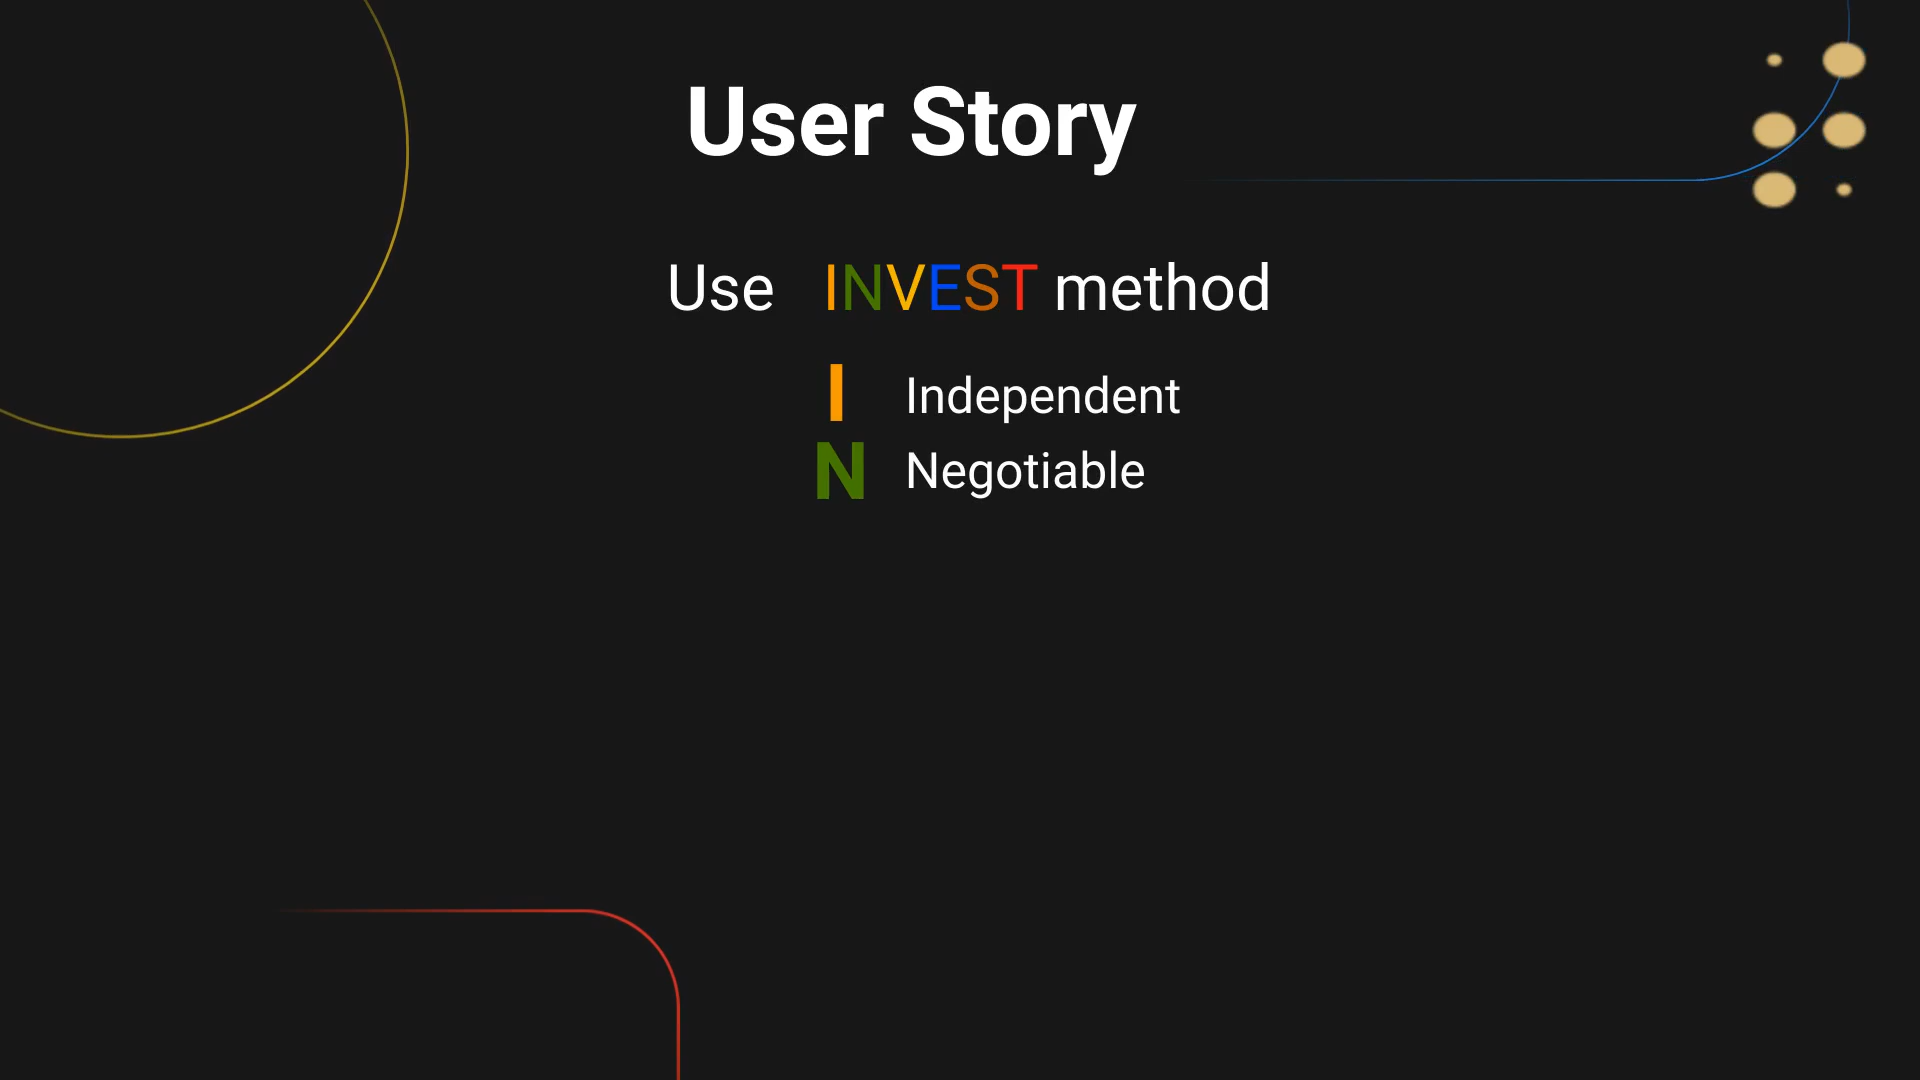 User Story
Use INVEST method
I Independent
N Negotiable